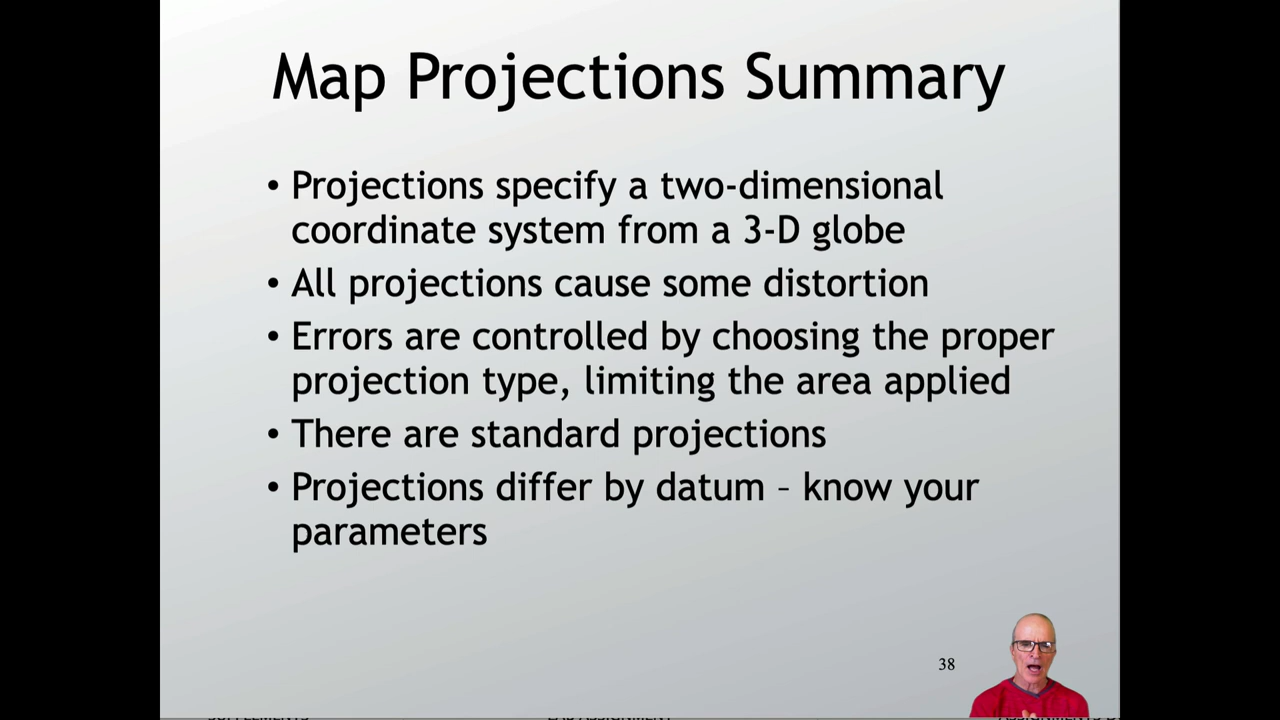 Map Projections Summary
• Projections specify a two-dimensional
coordinate system from a 3-D globe
• All projections cause some distortion
• Errors are controlled by choosing the proper
projection type, limiting the area applied
• There are standard projections
• Projections differ by datum – know your
parameters
38